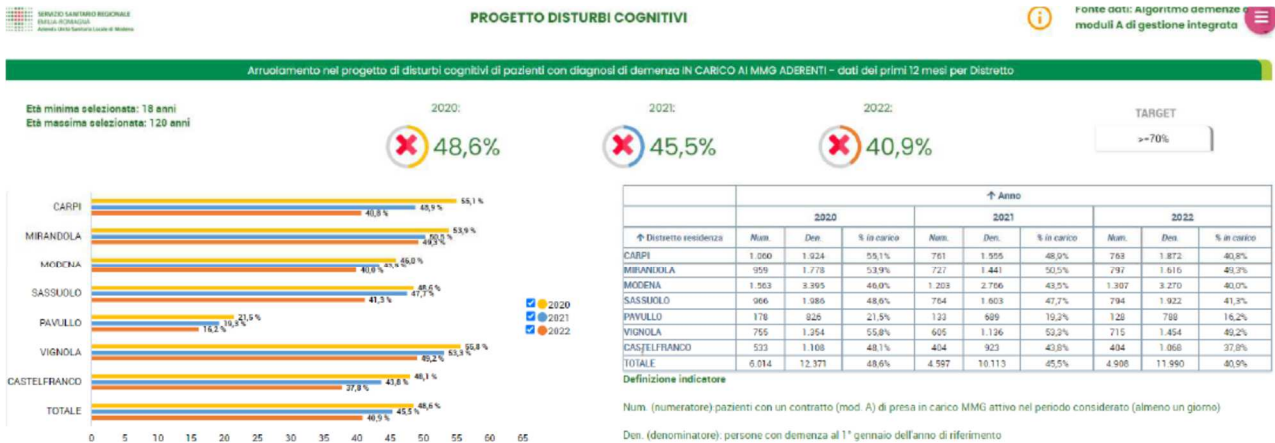 SERVIZIO SANITARIO REGIONALE
EMILIA-ROMAGNA
Azienda Unità Sanitaria Locale di Modena
PROGETTO DISTURBI COGNITIVI
Fonte dati: Algoritmo demenze
moduli A di gestione integrata
Arruolamento nel progetto di disturbi cognitivi di pazienti con diagnosi di demenza IN CARICO AI MMG ADERENTI - dati dei primi 12 mesi per Distretto
Età minima selezionata: 18 anni
Età massima selezionata: 120 anni
2020:
48,6%
2021:
45,5%
2022:
40,9%
TARGET
>=70%
CARPI
55,1 %
48,9 %
40,8 %
MIRANDOLA
53,9 %
50,5 %
49,3 %
MODENA
46,0 %
43,5 %
40,0 %
SASSUOLO
48,6 %
47,7 %
41,3 %
PAVULLO
21,5 %
19,3 %
16,2 %
VIGNOLA
55,8 %
53,3 %
49,2 %
CASTELFRANCO
48,1 %
43,8 %
37,8 %
TOTALE
48,6 %
45,5 %
40,9 %
0 5 10 15 20 25 30 35 40 45 50 55 60 65
2020
2021
2022
↑ Anno
2020 2021 2022
↑ Distretto residenza Num. Den. % in carico Num. Den. % in carico Num. Den. % in carico
CARPI 1.060 1.924 55,1% 761 1.555 48,9% 763 1.872 40,8%
MIRANDOLA 959 1.778 53,9% 727 1.441 50,5% 797 1.616 49,3%
MODENA 1.563 3.395 46,0% 1.203 2.766 43,5% 1.307 3.270 40,0%
SASSUOLO 966 1.986 48,6% 764 1.603 47,7% 794 1.922 41,3%
PAVULLO 178 826 21,5% 133 689 19,3% 128 788 16,2%
VIGNOLA 755 1.354 55,8% 605 1.136 53,3% 715 1.454 49,2%
CASTELFRANCO 533 1.108 48,1% 404 923 43,8% 404 1.068 37,8%
TOTALE 6.014 12.371 48,6% 4.597 10.113 45,5% 4.908 11.990 40,9%
Definizione indicatore
Num. (numeratore) pazienti con un contratto (mod. A) di presa in carico MMG attivo nel periodo considerato (almeno un giorno)
Den. (denominatore): persone con demenza al 1° gennaio dell'anno di riferimento